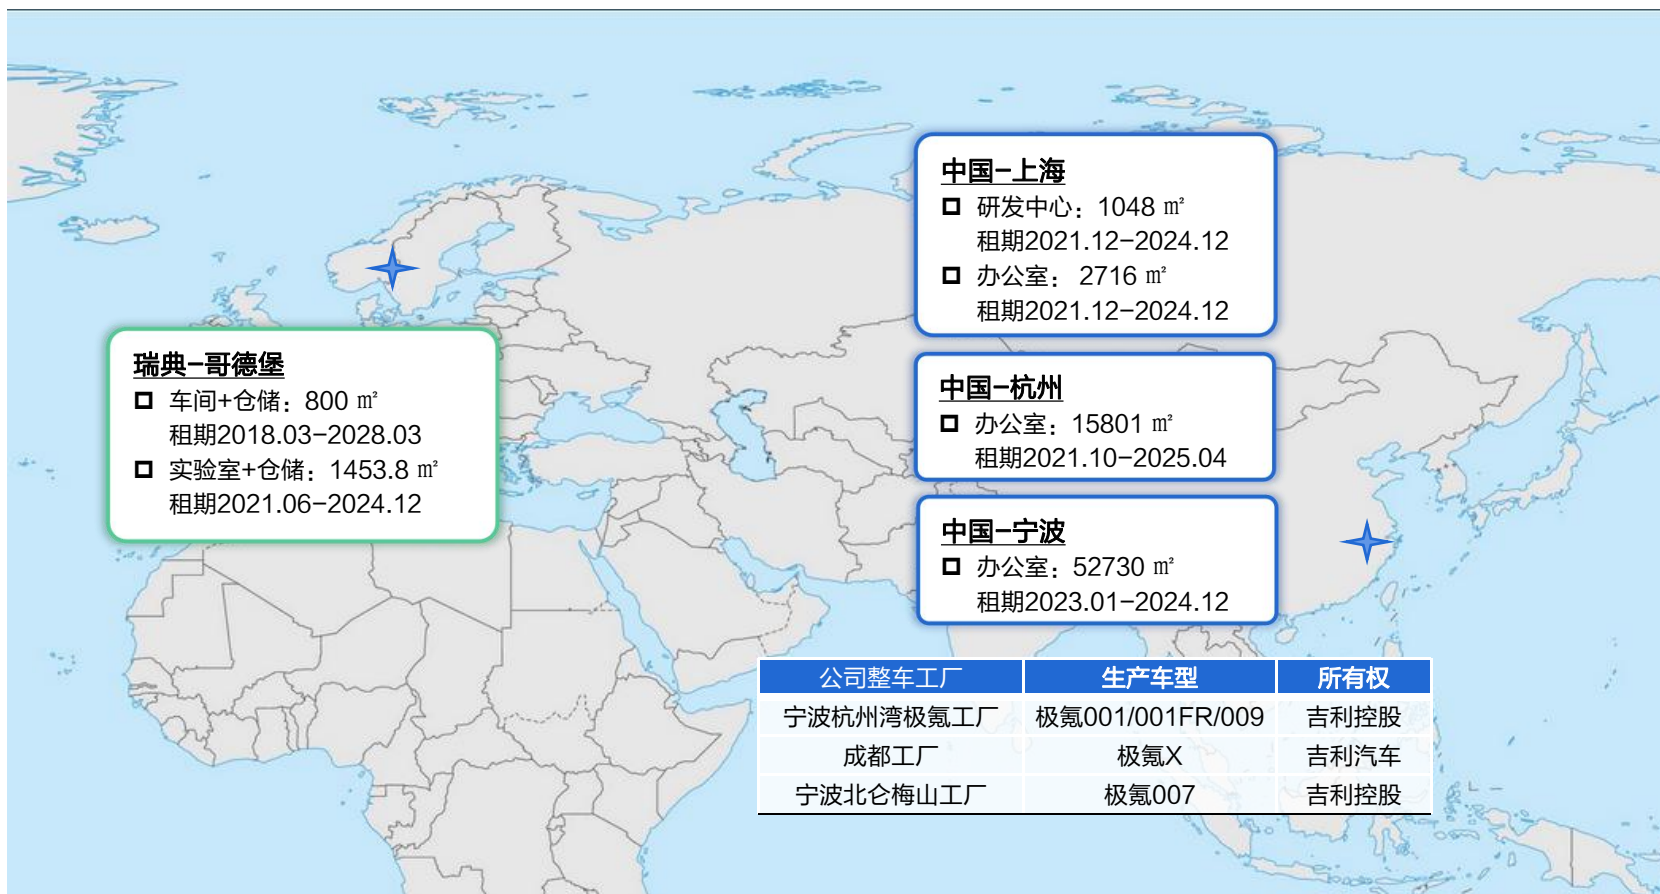 中国-上海
研发中心：1048 ㎡
租期2021.12-2024.12
办公室： 2716 ㎡
租期2021.12-2024.12
瑞典-哥德堡
车间+仓储：800 ㎡
租期2018.03-2028.03
实验室+仓储：1453.8 ㎡
租期2021.06-2024.12
中国-杭州
办公室：15801 ㎡
租期2021.10-2025.04
中国-宁波
办公室：52730 ㎡
租期2023.01-2024.12
公司整车工厂 生产车型 所有权
宁波杭州湾极氪工厂 极氪001/001FR/009 吉利控股
成都工厂 极氪X 吉利汽车
宁波北仑梅山工厂 极氪007 吉利控股